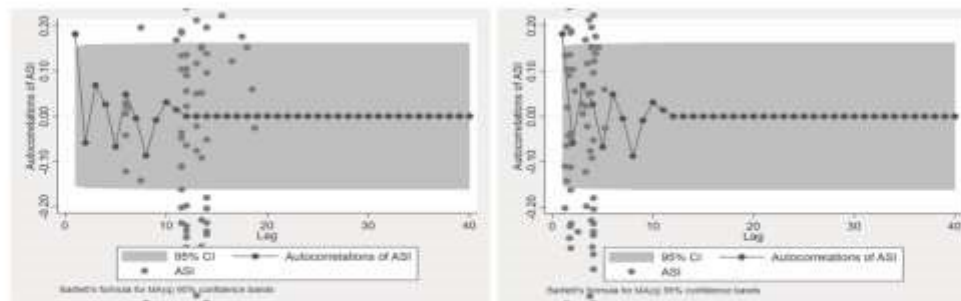 Autocorrelations of ASI
0.20
0.10
0.00
-0.10
-0.20
0 10 20 30 40
Lag
95% CI Autocorrelations of ASI
ASI
Bartlett's formula for MA(q) 95% confidence bands
Autocorrelations of ASI
0.20
0.10
0.00
-0.10
-0.20
0 10 20 30 40
Lag
95% CI Autocorrelations of ASI
ASI
Bartlett's formula for MA(q) 95% confidence bands